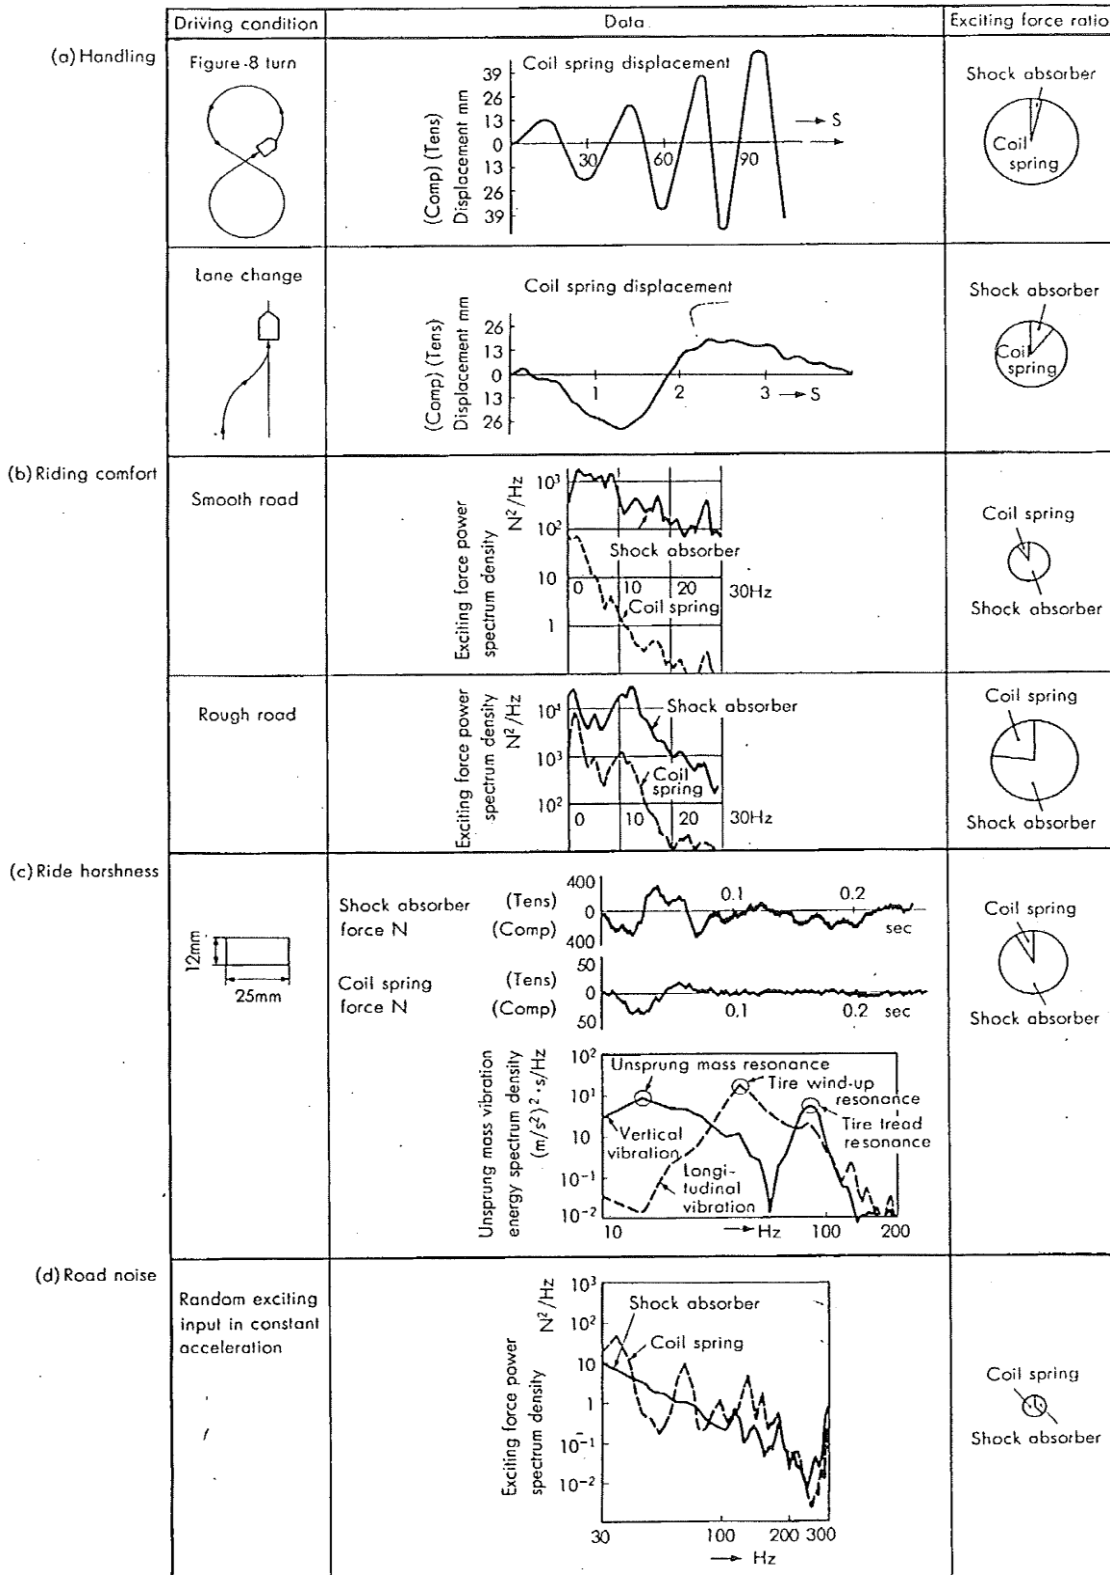 Driving condition
Data
Exciting force ratio
(a) Handling
Figure-8 turn
Coil spring displacement
(Comp) (Tens)
Displacement mm
39
26
13
0
13
26
39
30
60
90
S
Shock absorber
Coil
spring
Lane change
Coil spring displacement
(Comp) (Tens)
Displacement mm
26
13
0
13
26
1
2
3
S
Shock absorber
Coil
spring
(b) Riding comfort
Smooth road
Exciting force power
spectrum density
N²/Hz
10³
10²
10
1
Shock absorber
0
10
20
30Hz
Coil spring
Coil spring
Shock absorber
Rough road
Exciting force power
spectrum density
N²/Hz
10⁴
10³
10²
Shock absorber
Coil
spring
0
10
20
30Hz
Coil spring
Shock absorber
(c) Ride harshness
12mm
25mm
Shock absorber
force N
(Tens)
(Comp)
400
0
400
0.1
0.2
sec
Coil spring
force N
(Tens)
(Comp)
50
0
50
0.1
0.2
sec
Coil spring
Shock absorber
Unsprung mass vibration
energy spectrum density
(m/s²)²·s/Hz
10²
10¹
10
10⁻¹
10⁻²
Unsprung mass resonance
Tire wind-up
resonance
Tire tread
resonance
Vertical
vibration
Longi-
tudinal
vibration
10
Hz
100
200
(d) Road noise
Random exciting
input in constant
acceleration
Exciting force power
spectrum density
N²/Hz
10³
10²
10
1
10⁻¹
10⁻²
Shock absorber
Coil spring
30
100
200
300
Hz
Coil spring
Shock absorber